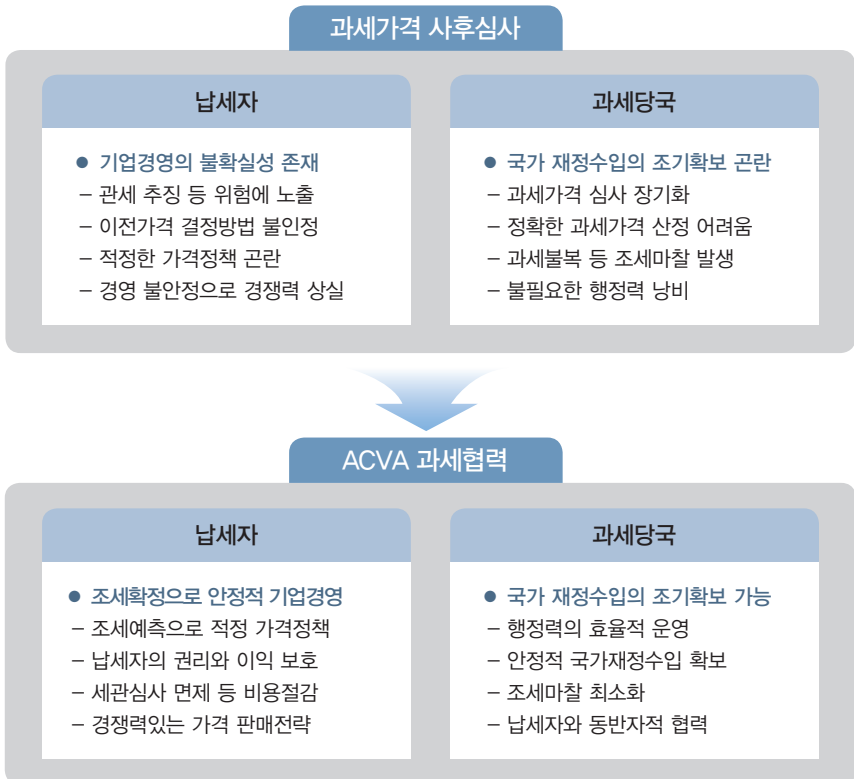 과세가격 사후심사
납세자
● 기업경영의 불확실성 존재
– 관세 추징 등 위험에 노출
– 이전가격 결정방법 불인정
– 적정한 가격정책 곤란
– 경영 불안정으로 경쟁력 상실
과세당국
● 국가 재정수입의 조기확보 곤란
– 과세가격 심사 장기화
– 정확한 과세가격 산정 어려움
– 과세불복 등 조세마찰 발생
– 불필요한 행정력 낭비
ACVA 과세협력
납세자
● 조세확정으로 안정적 기업경영
– 조세예측으로 적정 가격정책
– 납세자의 권리와 이익 보호
– 세관심사 면제 등 비용절감
– 경쟁력있는 가격 판매전략
과세당국
● 국가 재정수입의 조기확보 가능
– 행정력의 효율적 운영
– 안정적 국가재정수입 확보
– 조세마찰 최소화
– 납세자와 동반자적 협력